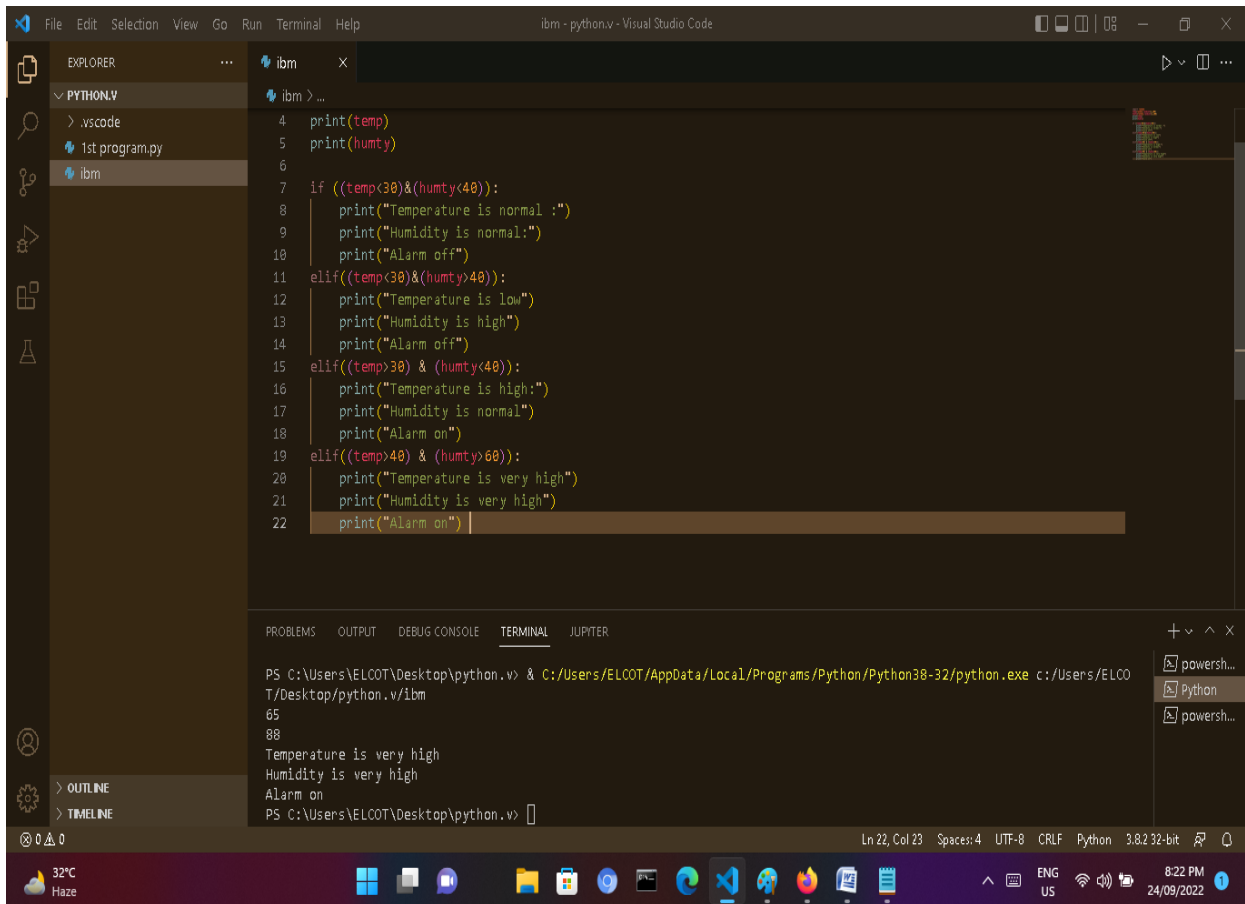 File Edit Selection View Go Run Terminal Help
ibm - python.v - Visual Studio Code
EXPLORER ...
PYTHON.V
.vscode
1st program.py
ibm
OUTLINE
TIMELINE
ibm
ibm > ...
4 print(temp)
5 print(humty)
6
7 if ((temp<30)&(humty<40)):
8 print("Temperature is normal :")
9 print("Humidity is normal:")
10 print("Alarm off")
11 elif((temp<30)&(humty>40)):
12 print("Temperature is low")
13 print("Humidity is high")
14 print("Alarm off")
15 elif((temp>30) & (humty<40)):
16 print("Temperature is high:")
17 print("Humidity is normal")
18 print("Alarm on")
19 elif((temp>40) & (humty>60)):
20 print("Temperature is very high")
21 print("Humidity is very high")
22 print("Alarm on")
PROBLEMS OUTPUT DEBUG CONSOLE TERMINAL JUPYTER
PS C:\Users\ELCOT\Desktop\python.v> & C:/Users/ELCOT/AppData/Local/Programs/Python/Python38-32/python.exe c:/Users/ELCO
T/Desktop/python.v/ibm
65
88
Temperature is very high
Humidity is very high
Alarm on
PS C:\Users\ELCOT\Desktop\python.v>
powersh...
Python
powersh...
0 0
Ln 22, Col 23 Spaces: 4 UTF-8 CRLF Python 3.8.2 32-bit
32°C
Haze
ENG
US
8:22 PM
24/09/2022
1